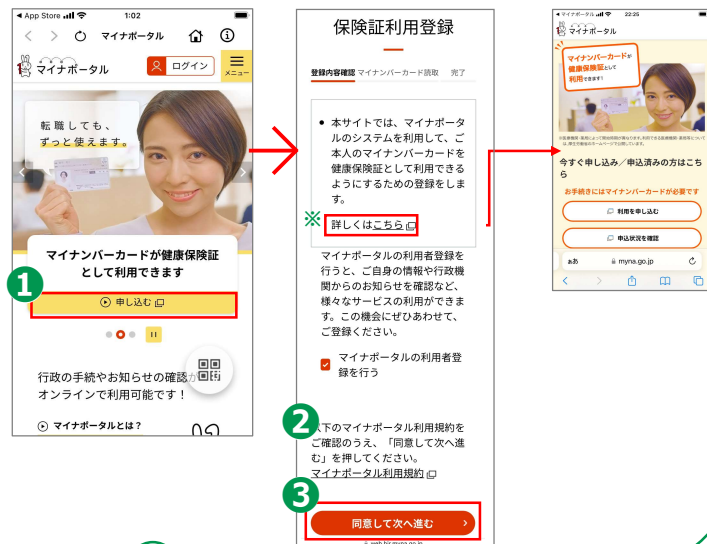 App Store
1:02
マイナポータル
マイナポータル
ログイン
メニュー
転職しても、
ずっと使えます。
マイナンバーカードが健康保険証
として利用できます
1
申し込む
行政の手続やお知らせの確認が
オンラインで利用可能です！
マイナポータルとは？
保険証利用登録
登録内容確認 マイナンバーカード読取 完了
• 本サイトでは、マイナポータ
ルのシステムを利用して、ご
本人のマイナンバーカードを
健康保険証として利用できる
ようにするための登録をしま
す。
※
詳しくはこちら
マイナポータルの利用者登録を
行うと、ご自身の情報や行政機
関からのお知らせを確認など、
様々なサービスの利用ができま
す。この機会にぜひあわせて、
ご登録ください。
マイナポータルの利用者登
録を行う
2
以下のマイナポータル利用規約を
ご確認のうえ、「同意して次へ進
む」を押してください。
マイナポータル利用規約
3
同意して次へ進む
マイナポータル
22:25
マイナポータル
マイナンバーカードが
健康保険証として
利用できます!
今すぐ申し込み／申込済みの方はこち
ら
お手続きにはマイナンバーカードが必要です
利用を申し込む
申込状況を確認
ああ
myna.go.jp